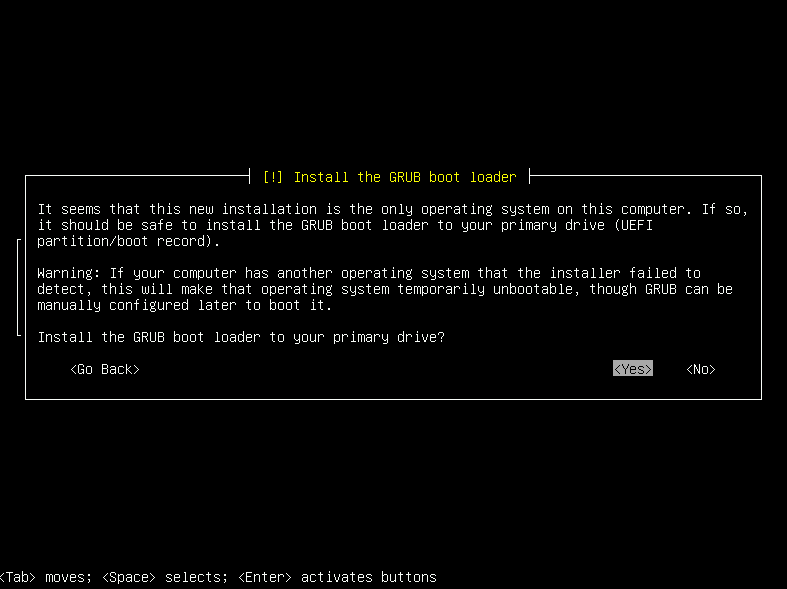 [!] Install the GRUB boot loader
It seems that this new installation is the only operating system on this computer. If so,
it should be safe to install the GRUB boot loader to your primary drive (UEFI
partition/boot record).
Warning: If your computer has another operating system that the installer failed to
detect, this will make that operating system temporarily unbootable, though GRUB can be
manually configured later to boot it.
Install the GRUB boot loader to your primary drive?
<Go Back> <Yes> <No>
<Tab> moves; <Space> selects; <Enter> activates buttons